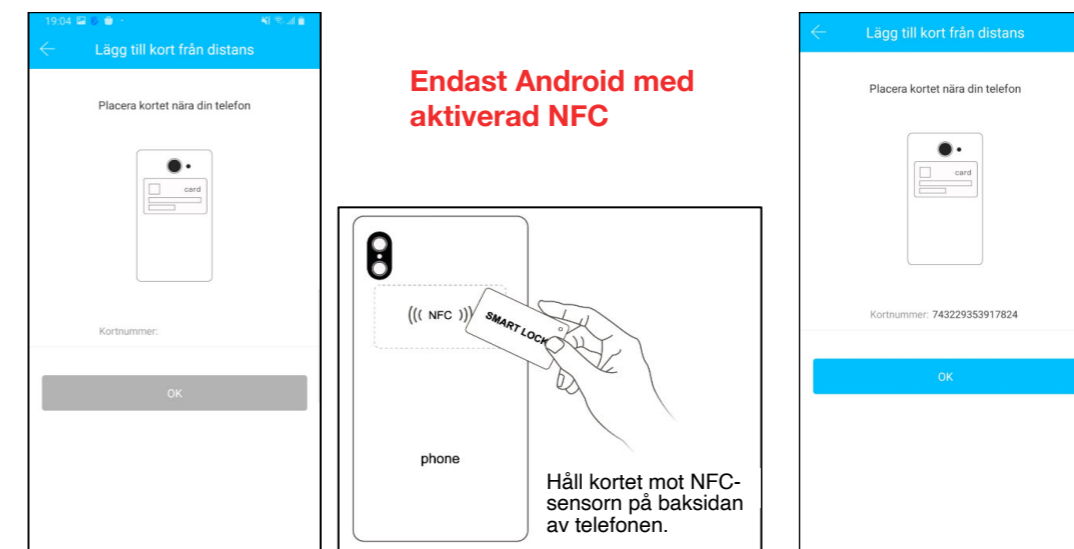 19:04
Lägg till kort från distans
Placera kortet nära din telefon
card
Kortnummer:
OK
Endast Android med
aktiverad NFC
((( NFC )))
SMART LOCK
phone
Håll kortet mot NFC-
sensorn på baksidan
av telefonen.
Lägg till kort från distans
Placera kortet nära din telefon
card
Kortnummer: 743229353917824
OK